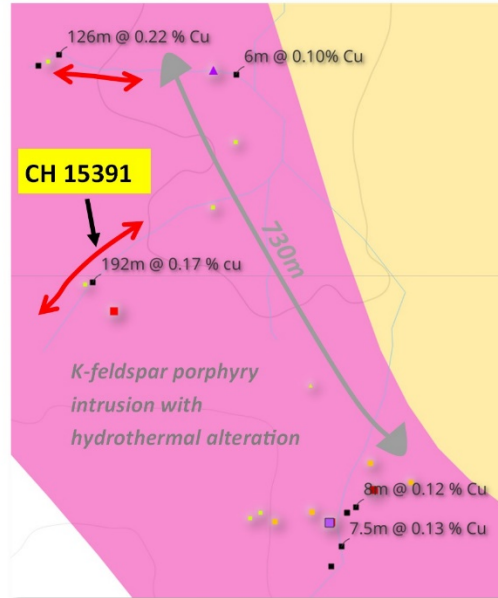 126m @ 0.22 % Cu
6m @ 0.10% Cu
CH 15391
730m
192m @ 0.17 % cu
K-feldspar porphyry
intrusion with
hydrothermal alteration
8m @ 0.12 % Cu
7.5m @ 0.13 % Cu